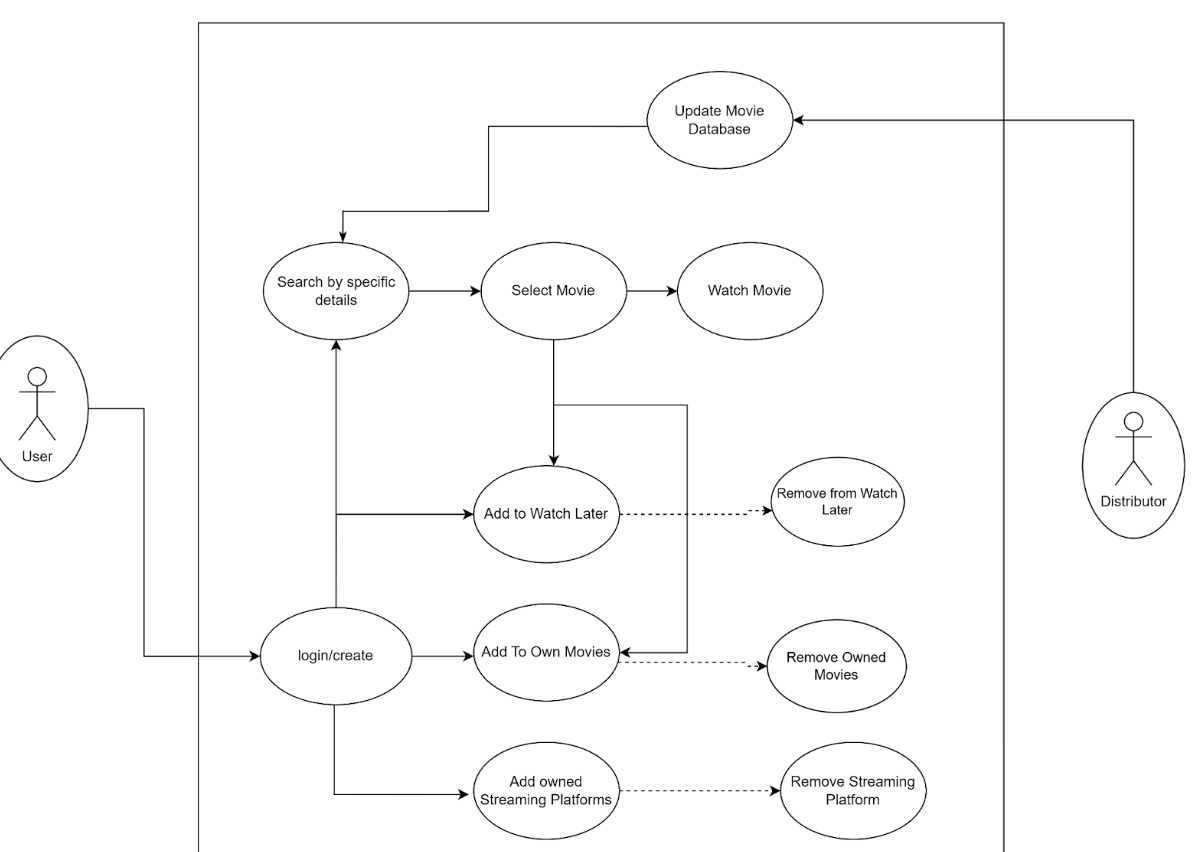 Update Movie
Database
Search by specific
details
Select Movie
Watch Movie
User
Add to Watch Later
Remove from Watch
Later
Distributor
login/create
Add To Own Movies
Remove Owned
Movies
Add owned
Streaming Platforms
Remove Streaming
Platform